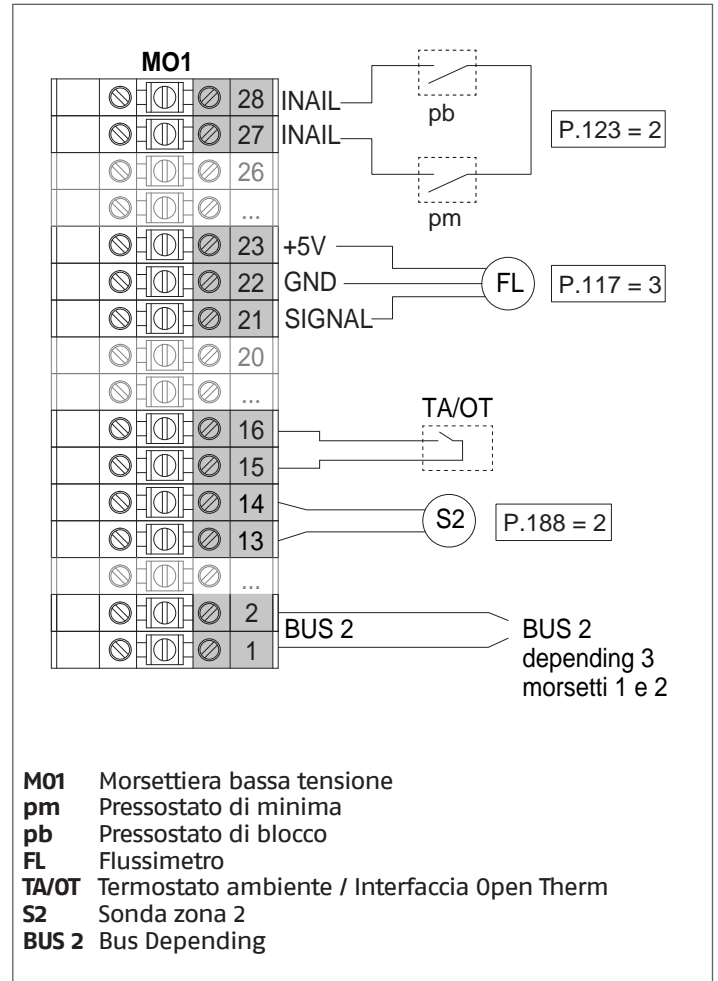 MO1
28 INAIL
pb
27 INAIL
P.123 = 2
26
...
pm
23 +5V
22 GND
FL
P.117 = 3
21 SIGNAL
20
...
TA/OT
16
15
14
S2
P.188 = 2
13
...
2
BUS 2
1
BUS 2
depending 3
morsetti 1 e 2
MO1 Morsettiera bassa tensione
pm Pressostato di minima
pb Pressostato di blocco
FL Flussimetro
TA/OT Termostato ambiente / Interfaccia Open Therm
S2 Sonda zona 2
BUS 2 Bus Depending